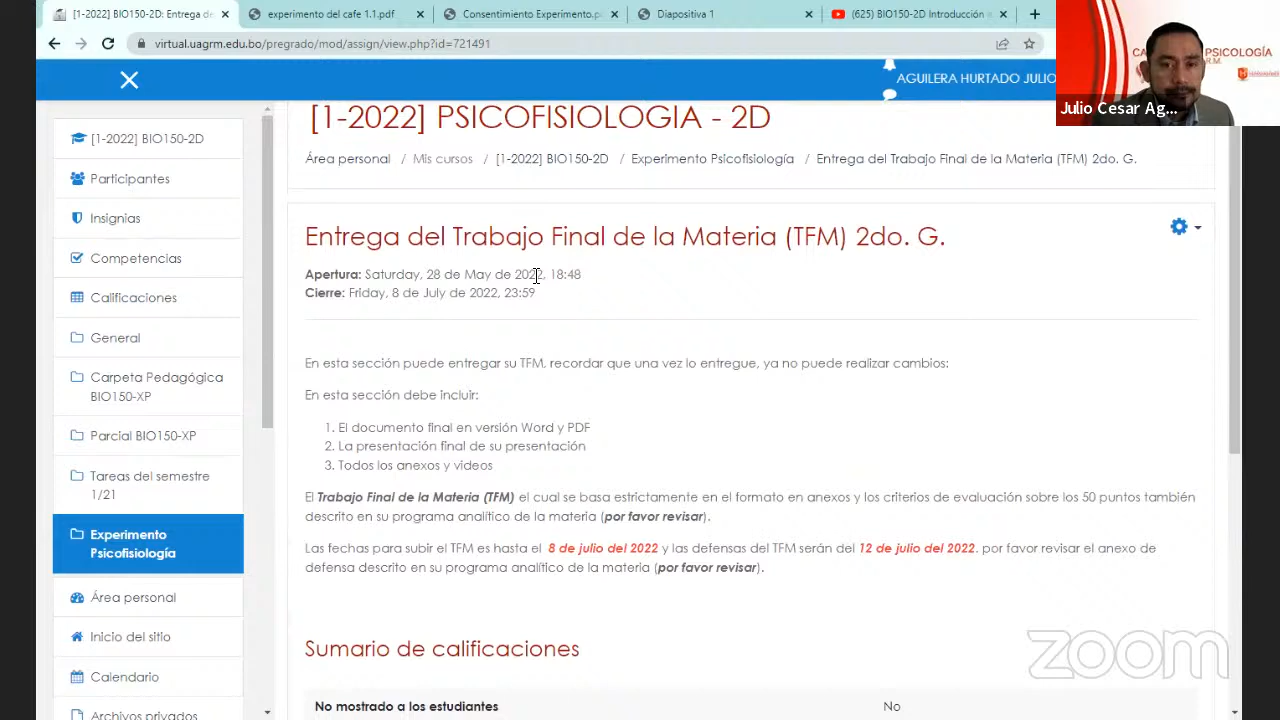 [1-2022] BIO150-2D: Entrega de
experimento del cafe 1.1.pdf
Consentimiento Experimento.p
Diapositiva 1
(625) BIO150-2D Introducción
virtual.uagrm.edu.bo/pregrado/mod/assign/view.php?id=721491
PSICOLOGÍA
R.M.
Julio Cesar Ag...
AGUILERA HURTADO JULIO
[1-2022] BIO150-2D
Participantes
Insignias
Competencias
Calificaciones
General
Carpeta Pedagógica
BIO150-XP
Parcial BIO150-XP
Tareas del semestre
1/21
Experimento
Psicofisiología
Área personal
Inicio del sitio
Calendario
Archivos privados
[1-2022] PSICOFISIOLOGIA - 2D
Área personal / Mis cursos / [1-2022] BIO150-2D / Experimento Psicofisiología / Entrega del Trabajo Final de la Materia (TFM) 2do. G.
Entrega del Trabajo Final de la Materia (TFM) 2do. G.
Apertura: Saturday, 28 de May de 2022, 18:48
Cierre: Friday, 8 de July de 2022, 23:59
En esta sección puede entregar su TFM, recordar que una vez lo entregue, ya no puede realizar cambios:
En esta sección debe incluir:
1. El documento final en versión Word y PDF
2. La presentación final de su presentación
3. Todos los anexos y videos
El Trabajo Final de la Materia (TFM) el cual se basa estrictamente en el formato en anexos y los criterios de evaluación sobre los 50 puntos también
descrito en su programa analítico de la materia (por favor revisar).
Las fechas para subir el TFM es hasta el 8 de julio del 2022 y las defensas del TFM serán del 12 de julio del 2022. por favor revisar el anexo de
defensa descrito en su programa analítico de la materia (por favor revisar).
Sumario de calificaciones
No mostrado a los estudiantes No
zoom